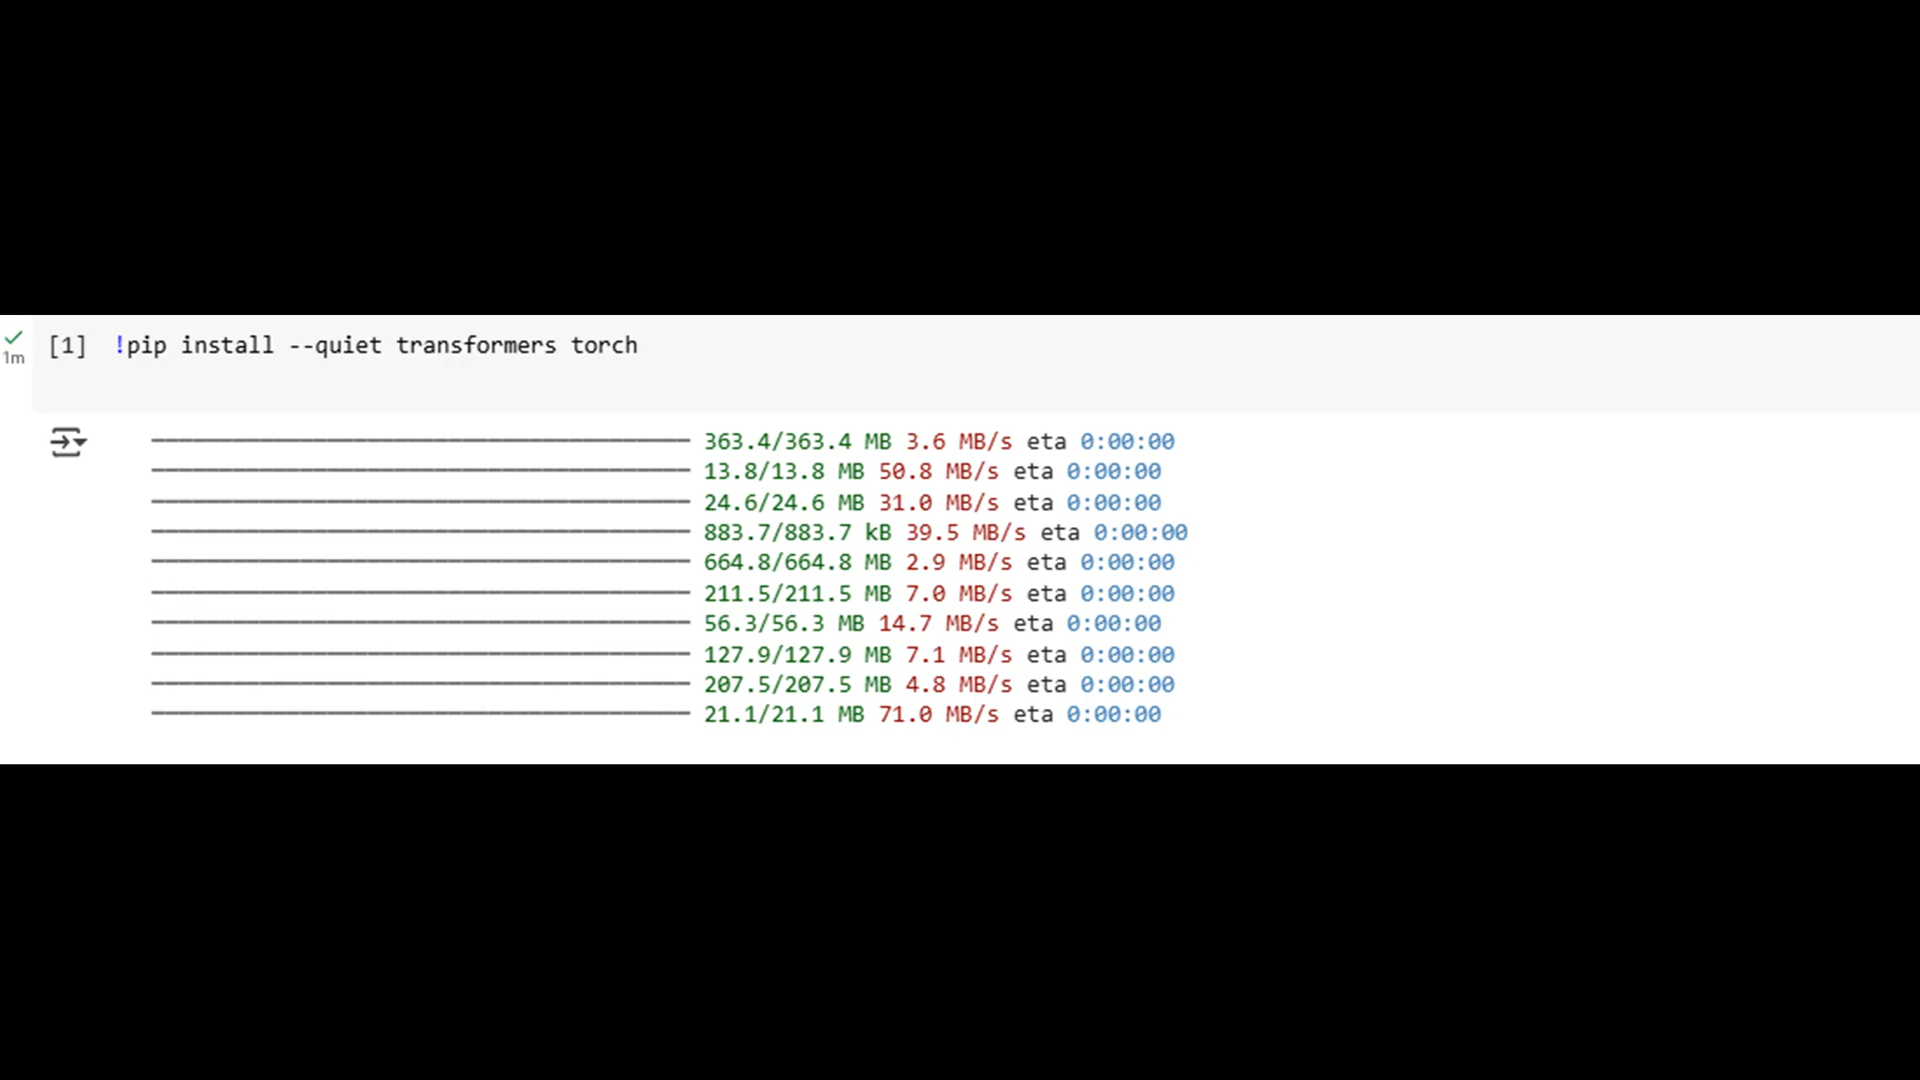 [1] !pip install --quiet transformers torch
1m
363.4/363.4 MB 3.6 MB/s eta 0:00:00
13.8/13.8 MB 50.8 MB/s eta 0:00:00
24.6/24.6 MB 31.0 MB/s eta 0:00:00
883.7/883.7 kB 39.5 MB/s eta 0:00:00
664.8/664.8 MB 2.9 MB/s eta 0:00:00
211.5/211.5 MB 7.0 MB/s eta 0:00:00
56.3/56.3 MB 14.7 MB/s eta 0:00:00
127.9/127.9 MB 7.1 MB/s eta 0:00:00
207.5/207.5 MB 4.8 MB/s eta 0:00:00
21.1/21.1 MB 71.0 MB/s eta 0:00:00